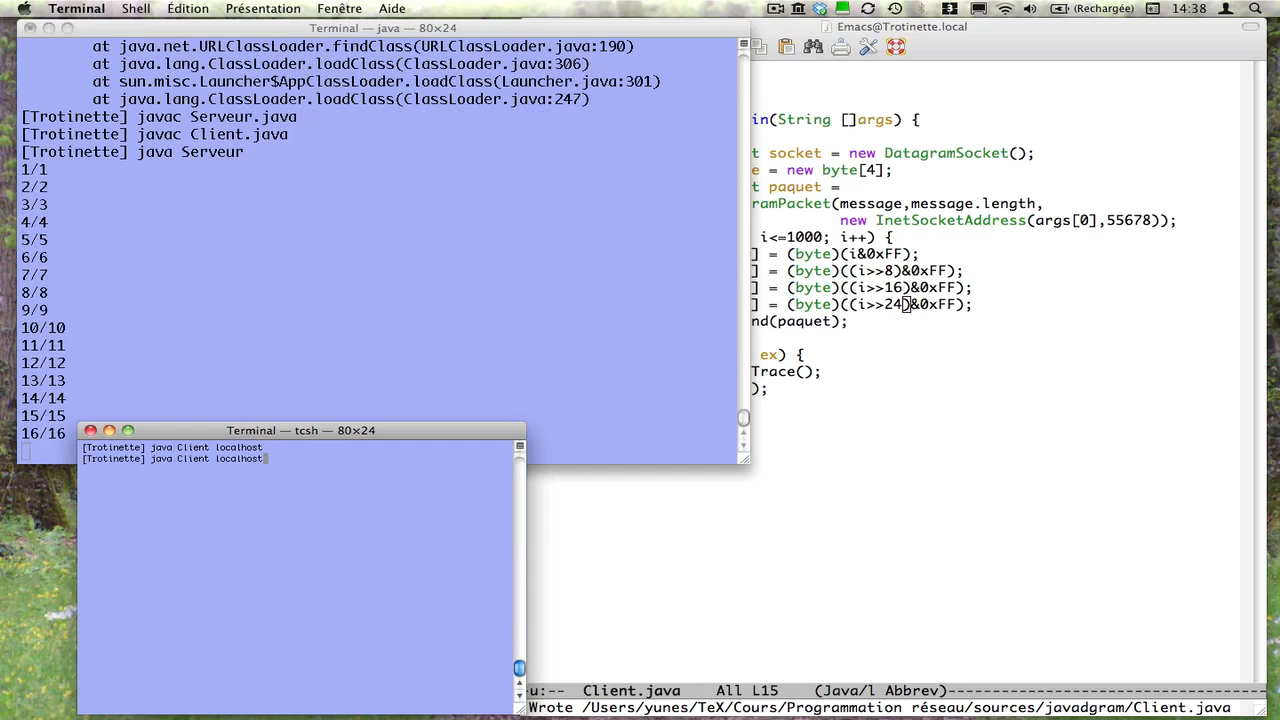 Terminal Shell Édition Présentation Fenêtre Aide (Rechargée) 14:38
Terminal — java — 80×24
at java.net.URLClassLoader.findClass(URLClassLoader.java:190)
at java.lang.ClassLoader.loadClass(ClassLoader.java:306)
at sun.misc.Launcher$AppClassLoader.loadClass(Launcher.java:301)
at java.lang.ClassLoader.loadClass(ClassLoader.java:247)
[Trotinette] javac Serveur.java
[Trotinette] javac Client.java
[Trotinette] java Serveur
1/1
2/2
3/3
4/4
5/5
6/6
7/7
8/8
9/9
10/10
11/11
12/12
13/13
14/14
15/15
16/16
Terminal — tcsh — 80×24
[Trotinette] java Client localhost
[Trotinette] java Client localhost
Emacs@Trotinette.local
in(String []args) {
t socket = new DatagramSocket();
e = new byte[4];
t paquet =
ramPacket(message,message.length,
new InetSocketAddress(args[0],55678));
i<=1000; i++) {
] = (byte)(i&0xFF);
] = (byte)((i>>8)&0xFF);
] = (byte)((i>>16)&0xFF);
] = (byte)((i>>24)&0xFF);
nd(paquet);
ex) {
Trace();
);
u:-- Client.java All L15 (Java/l Abbrev)
Wrote /Users/yunes/TeX/Cours/Programmation réseau/sources/javadgram/Client.java